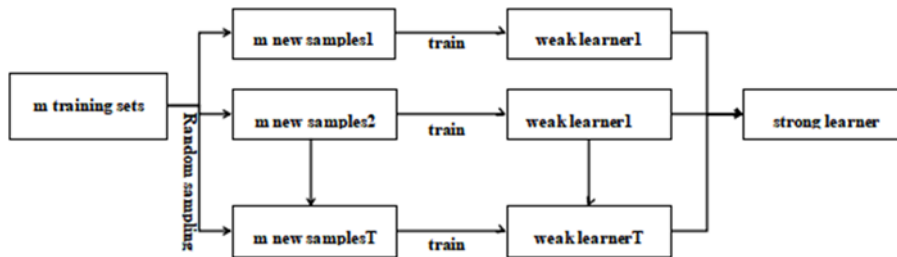 m new samples1
train
weak learner1
m training sets
Random sampling
m new samples2
train
weak learner1
strong learner
m new samplesT
train
weak learnerT